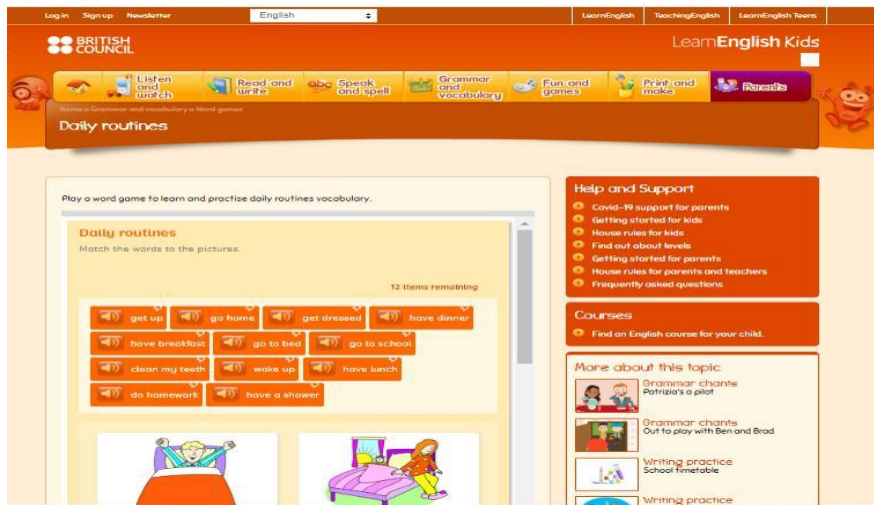 Log in Sign up Newsletter English LearnEnglish TeachingEnglish LearnEnglish Teens
BRITISH
COUNCIL
LearnEnglish Kids
Listen and watch
Read and write
abc Speak and spell
Grammar and vocabulary
Fun and games
Print and make
Parents
Home » Grammar and vocabulary » Word games
Daily routines
Play a word game to learn and practise daily routines vocabulary.
Daily routines
Match the words to the pictures.
12 items remaining
get up go home get dressed have dinner
have breakfast go to bed go to school
clean my teeth wake up have lunch
do homework have a shower
Help and Support
Covid-19 support for parents
Getting started for kids
House rules for kids
Find out about levels
Getting started for parents
House rules for parents and teachers
Frequently asked questions
Courses
Find an English course for your child.
More about this topic
Grammar chants
Patrizia's a pilot
Grammar chants
Out to play with Ben and Brad
Writing practice
School timetable
Writing practice